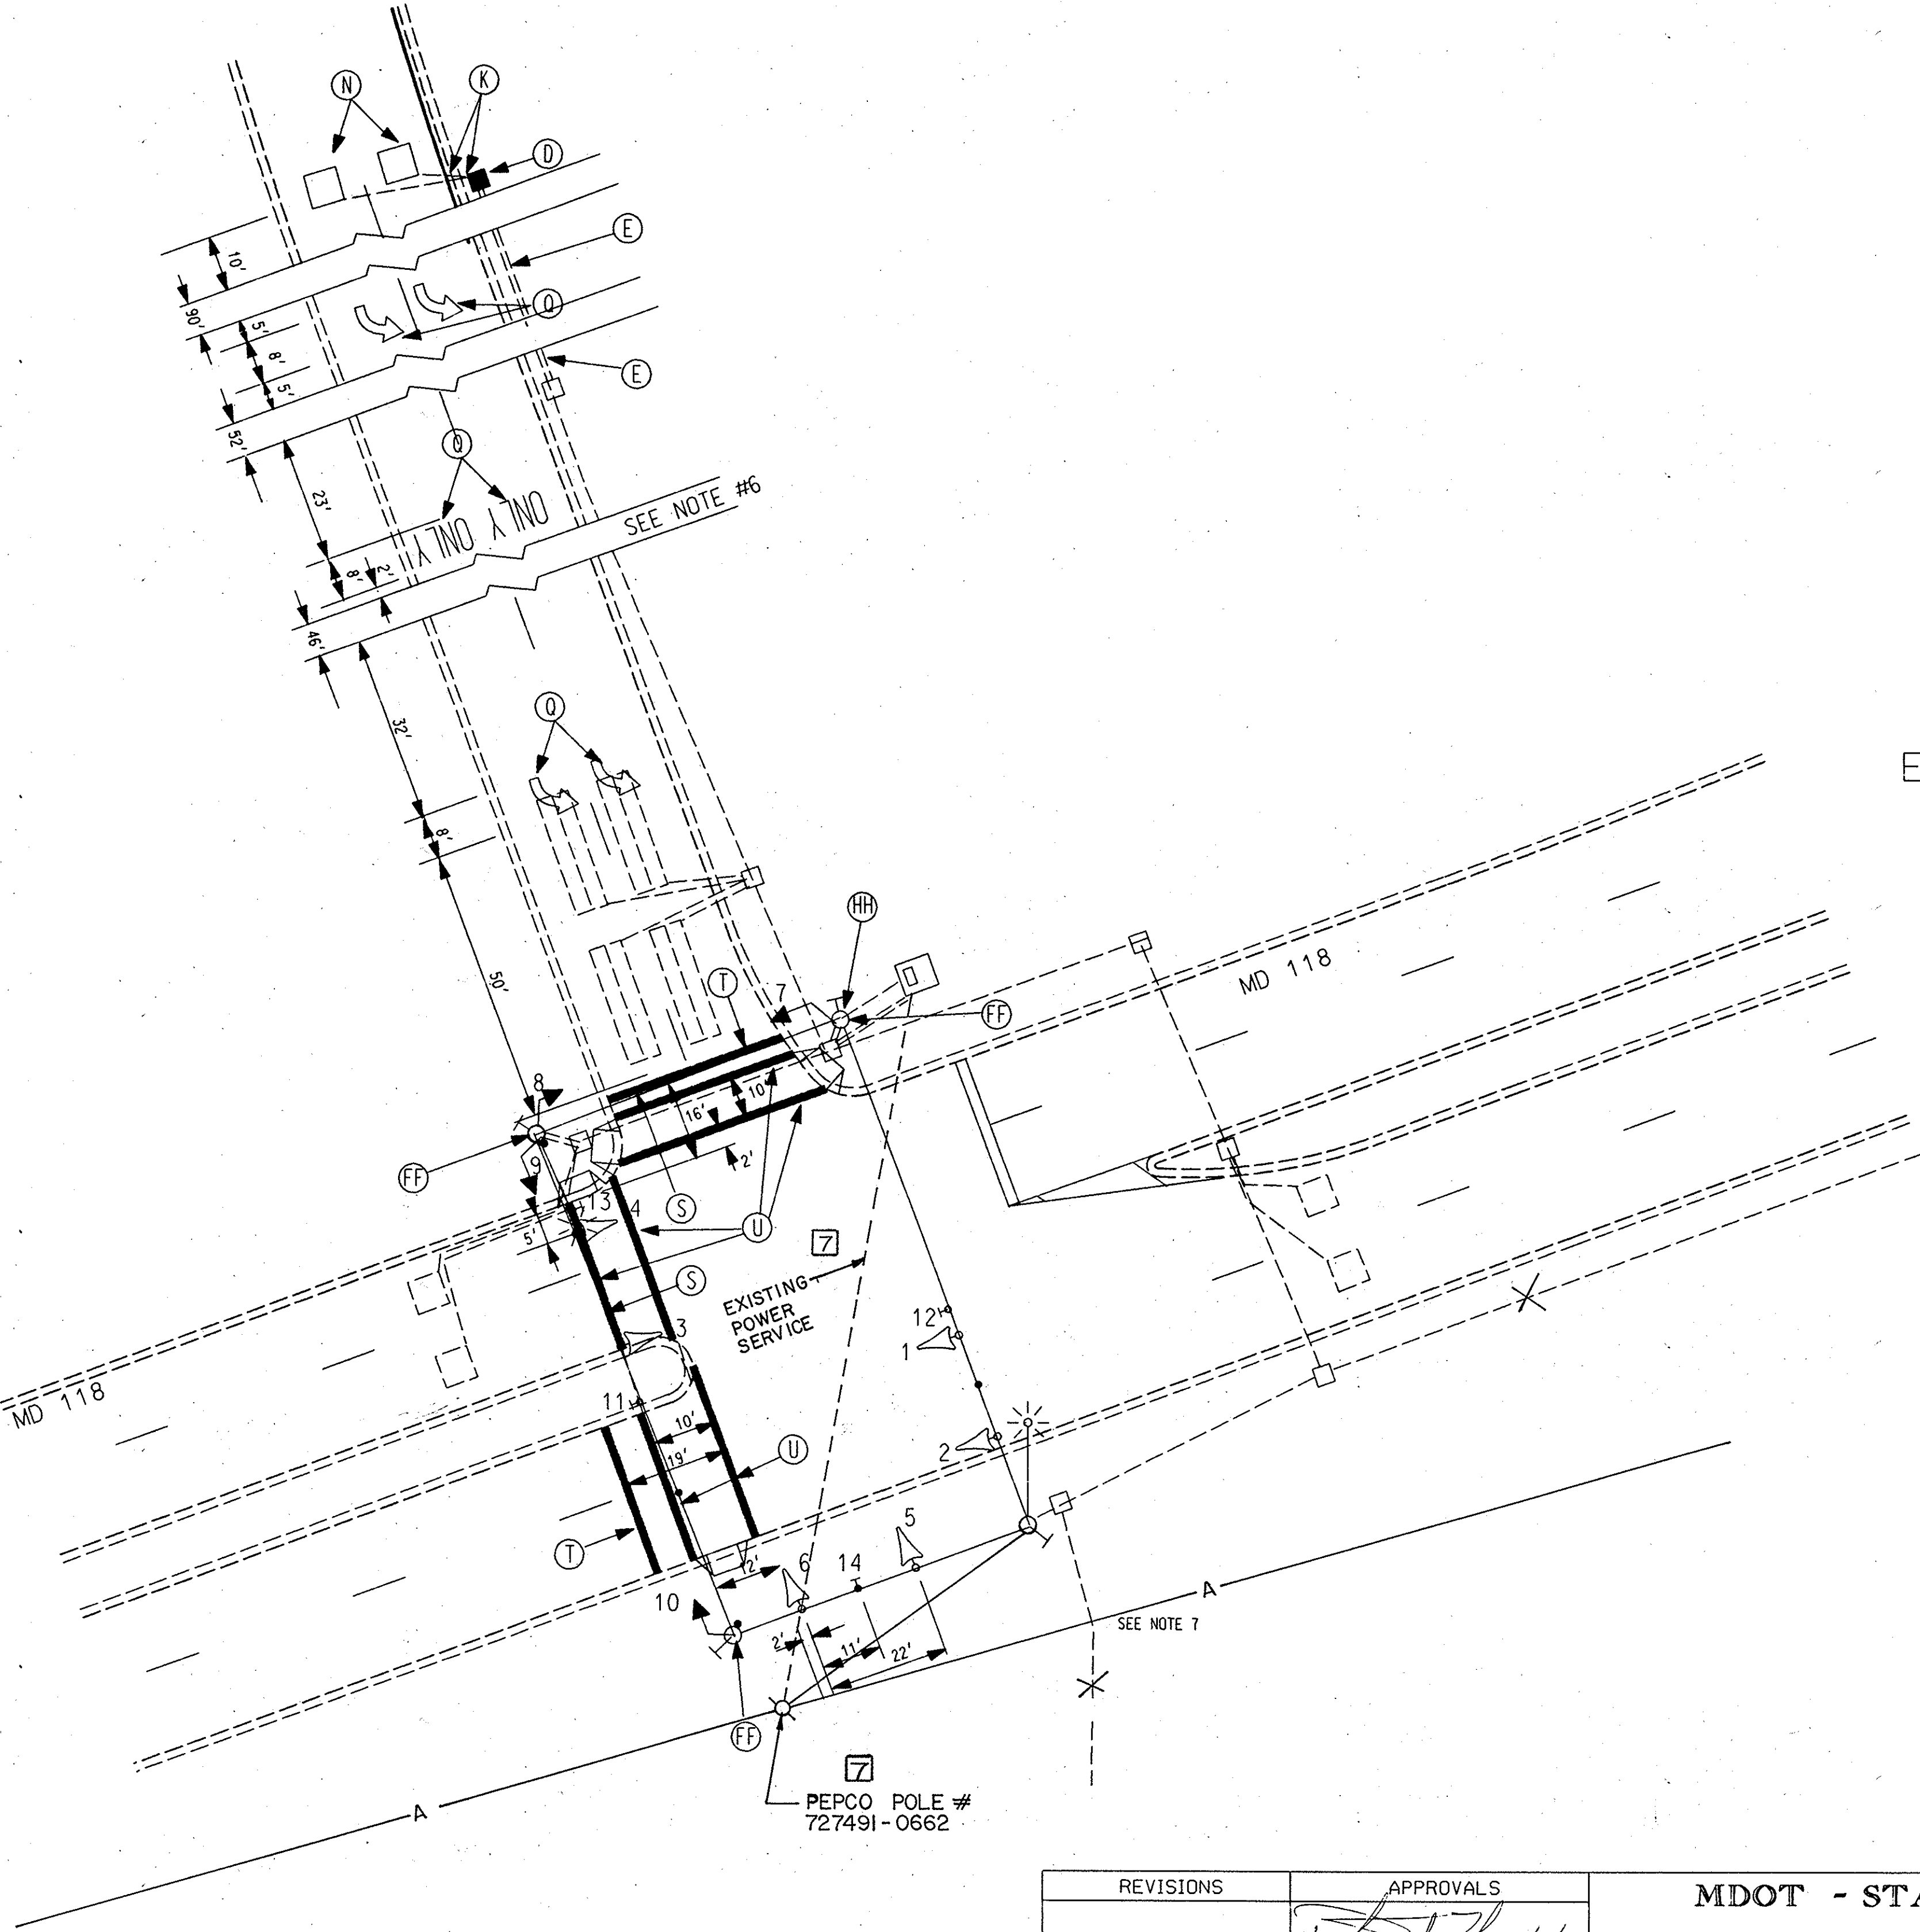 N
K
D
E
10'
90'
5'
8'
5'
Q
E
52'
Q
23'
ONLY ONLY
SEE NOTE #6
8'
2'
46'
32'
Q
8'
HH
50'
T
7
FF
MD 118
8
10'
16'
2'
FF
9
13
4
S
U
5'
7
S
EXISTING
POWER
SERVICE
12
1
3
MD 118
11
10'
19'
U
2
T
5
12'
6
14
10
A
SEE NOTE 7
2'
11'
22'
FF
7
PEPCO POLE #
727491-0662
A
REVISIONS
APPROVALS
MDOT - STA